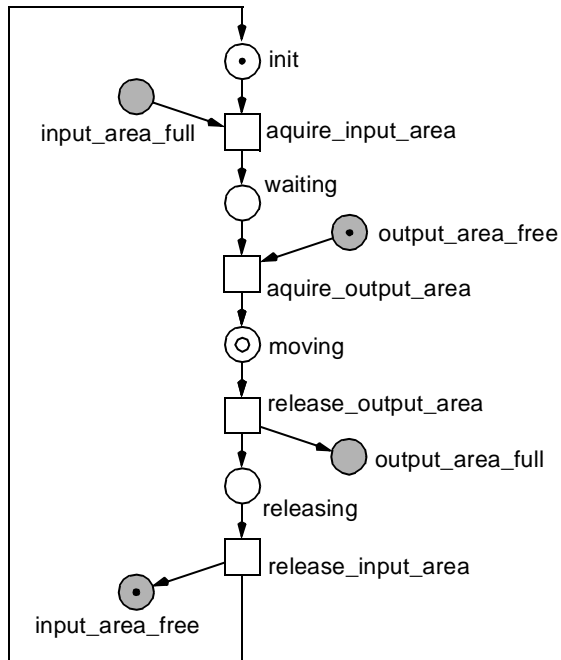 init
input_area_full
aquire_input_area
waiting
output_area_free
aquire_output_area
moving
release_output_area
output_area_full
releasing
release_input_area
input_area_free